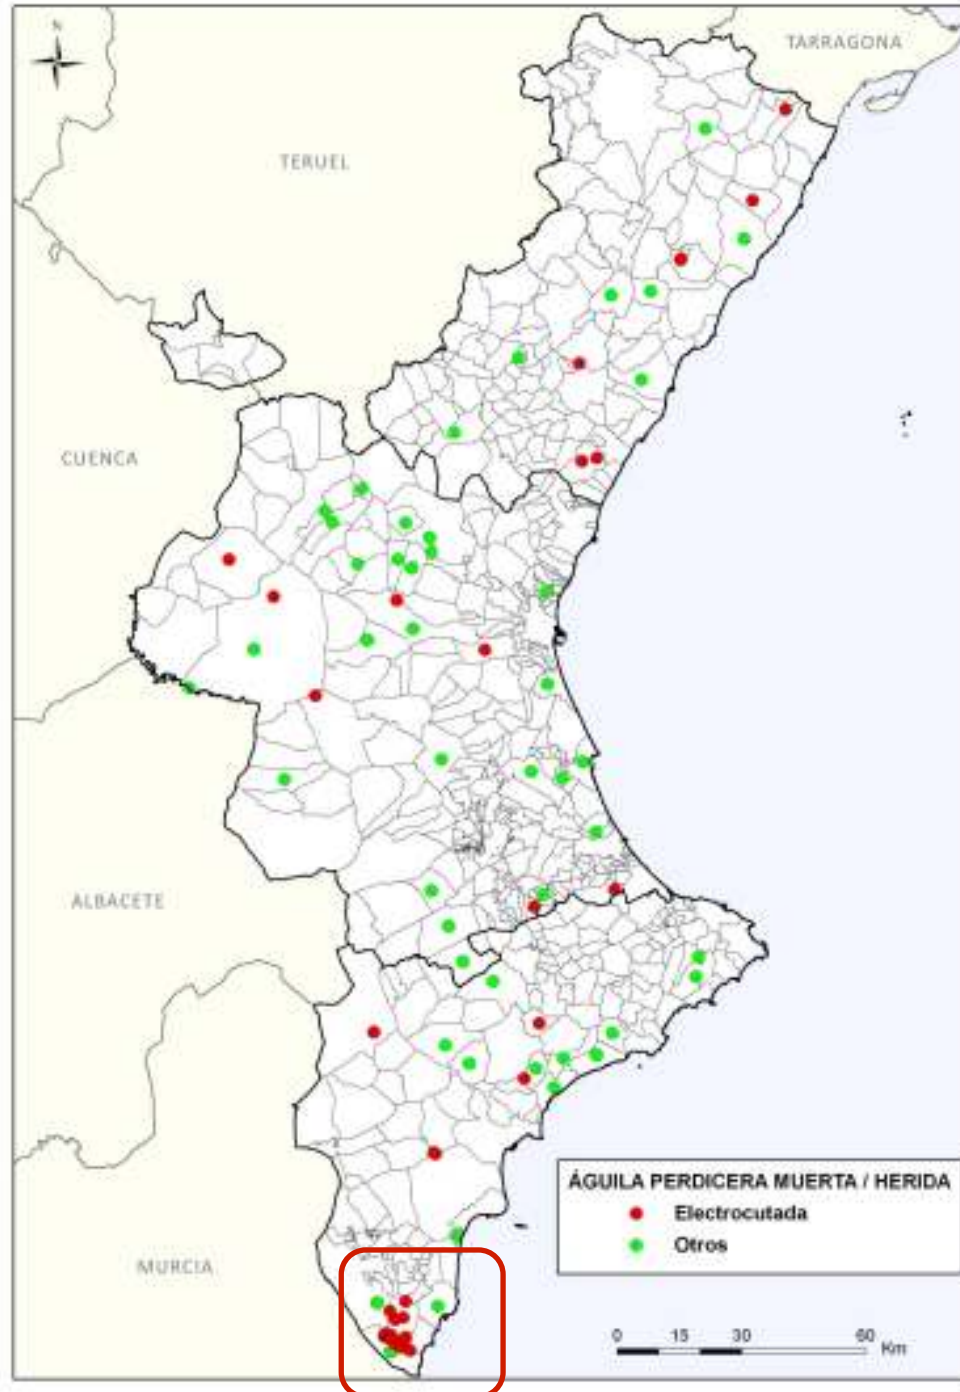 N
TARRAGONA
TERUEL
CUENCA
ALBACETE
MURCIA
ÁGUILA PERDICERA MUERTA / HERIDA
Electrocutada
Otros
0 15 30 60
Km